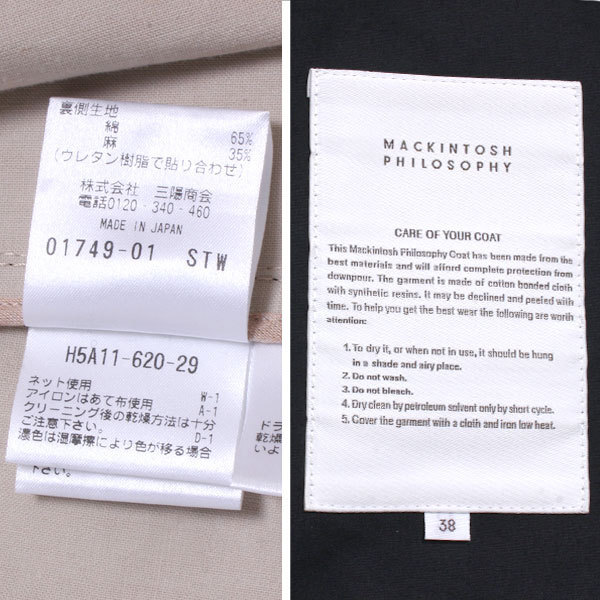 裏側生地
綿 65%
麻 35%
(ウレタン樹脂で貼り合わせ)
株式会社 三陽商会
電話0120-340-460
MADE IN JAPAN
01749-01 STW
H5A11-620-29
ネット使用 W-1
アイロンはあて布使用 A-1
クリーニング後の乾燥方法は十分
ご注意下さい D-1
濃色は湿摩擦により色が移る場合
下さい。
ドラ
乾燥
い。
MACKINTOSH
PHILOSOPHY
CARE OF YOUR COAT
This Mackintosh Philosophy Coat has been made from the
best materials and will afford complete protection from
downpour. The garment is made of cotton bonded cloth
with synthetic resins. It may be declined and peeled with
time. To help you get the best wear the following are worth
attention:
1. To dry it, or when not in use, it should be hung
in a shade and airy place.
2. Do not wash.
3. Do not bleach.
4. Dry clean by petroleum solvent only by short cycle.
5. Cover the garment with a cloth and iron low heat.
38